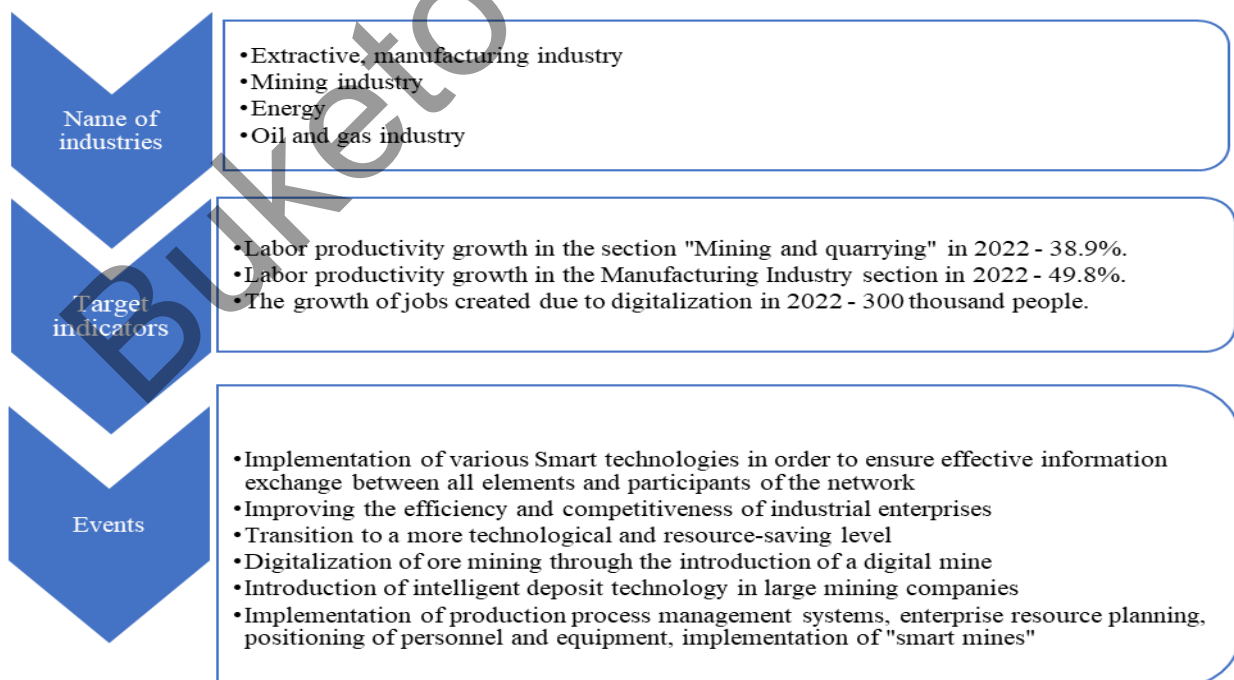 Name of
industries
•Extractive, manufacturing industry
•Mining industry
•Energy
•Oil and gas industry
Target
indicators
•Labor productivity growth in the section "Mining and quarrying" in 2022 - 38.9%.
•Labor productivity growth in the Manufacturing Industry section in 2022 - 49.8%.
•The growth of jobs created due to digitalization in 2022 - 300 thousand people.
Events
•Implementation of various Smart technologies in order to ensure effective information
exchange between all elements and participants of the network
•Improving the efficiency and competitiveness of industrial enterprises
•Transition to a more technological and resource-saving level
•Digitalization of ore mining through the introduction of a digital mine
•Introduction of intelligent deposit technology in large mining companies
•Implementation of production process management systems, enterprise resource planning,
positioning of personnel and equipment, implementation of "smart mines"
Buketo